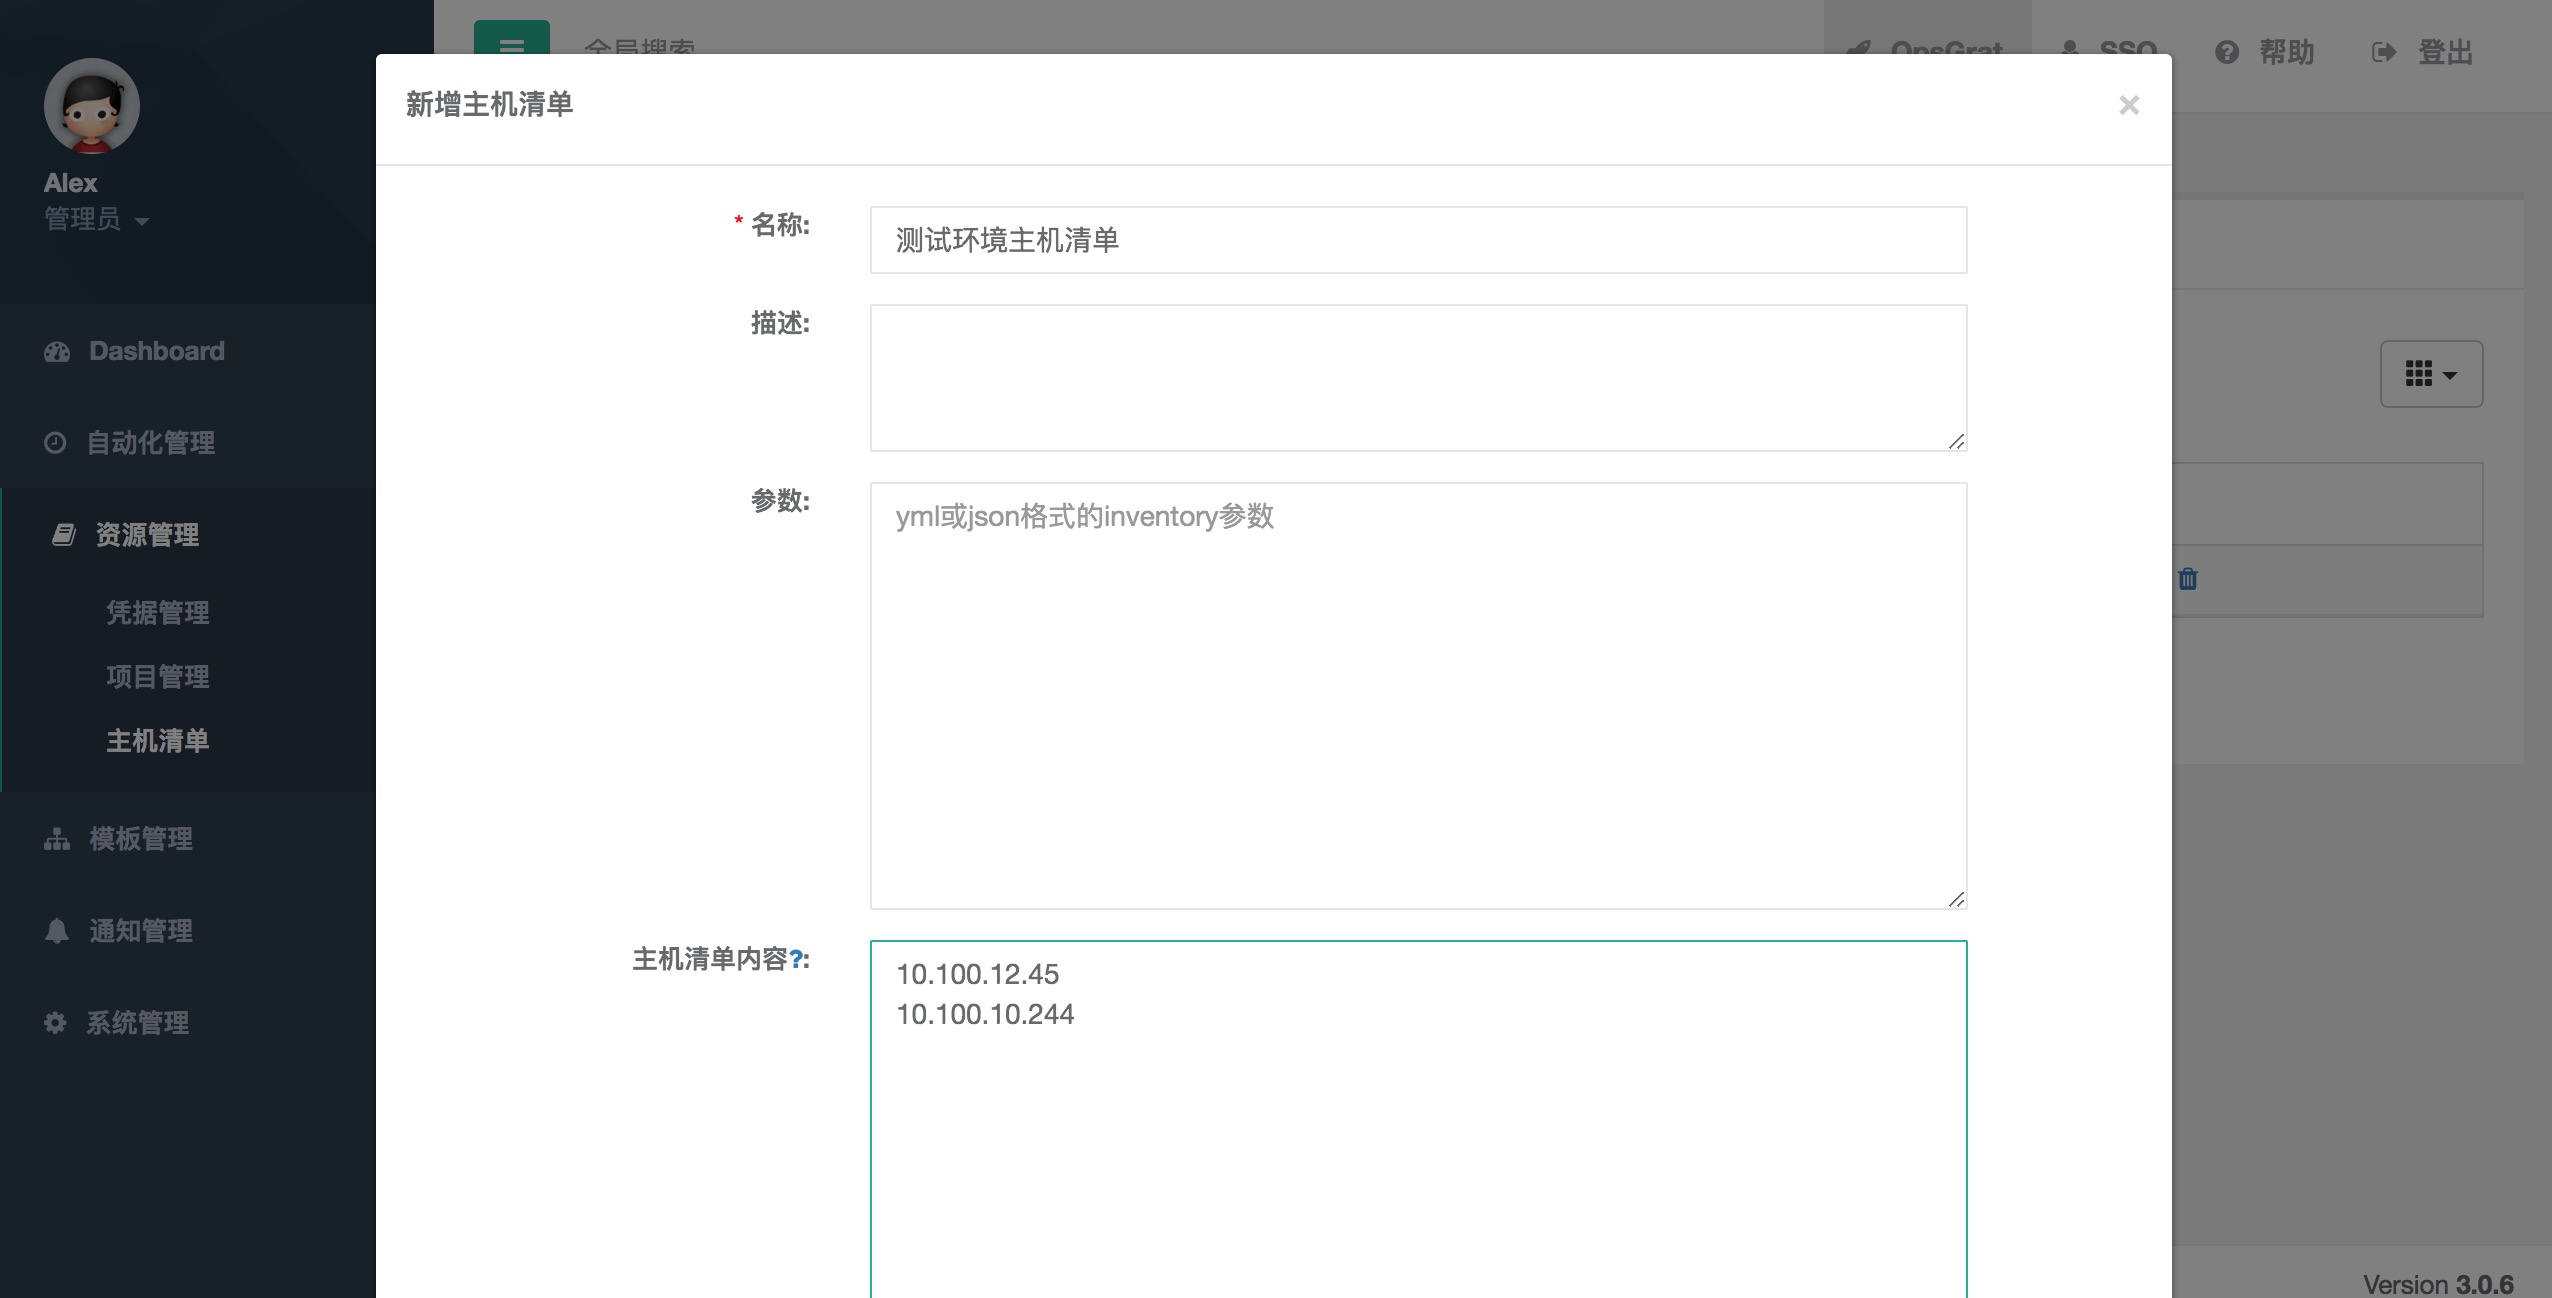 全局搜索
OpsGrat
SSO
帮助
登出
Alex
管理员
Dashboard
自动化管理
资源管理
凭据管理
项目管理
主机清单
模板管理
通知管理
系统管理
新增主机清单
×
* 名称:
测试环境主机清单
描述:
参数:
yml或json格式的inventory参数
主机清单内容?:
10.100.12.45
10.100.10.244
Version 3.0.6